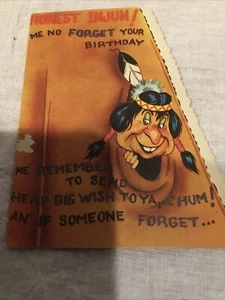 HONEST INJUN!
ME NO FORGET YOUR
BIRTHDAY
ME REMEMBER
TO SEND
HEAP BIG WISH TO YA, CHUM!
AN' IF SOMEONE FORGET...